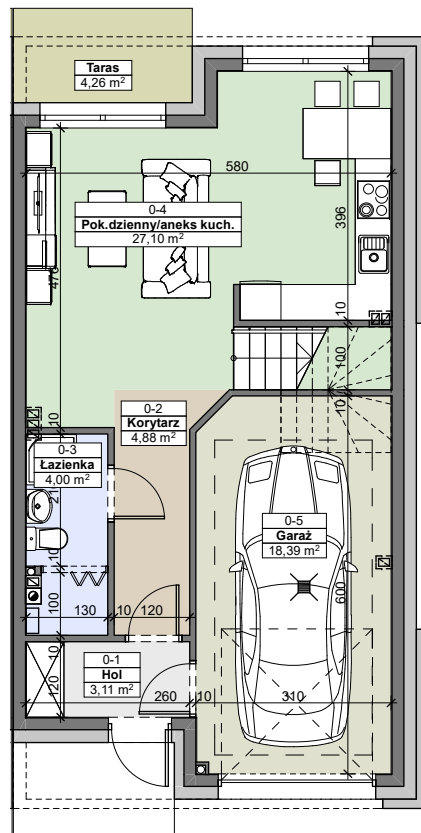 Taras
4,26 m²
580
0-4
Pok.dzienny/aneks kuch.
27,10 m²
396
10
100
10
0-2
Korytarz
4,88 m²
10
0-3
Łazienka
4,00 m²
10
0-5
Garaż
18,39 m²
600
100
130
10
120
10
0-1
Hol
3,11 m²
120
260
10
310